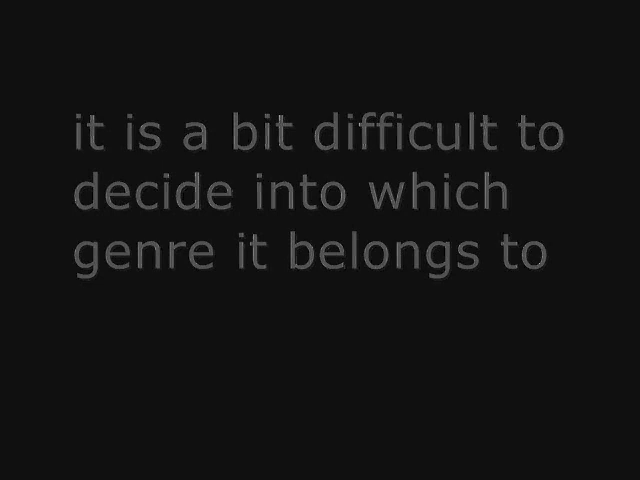 it is a bit difficult to
decide into which
genre it belongs to